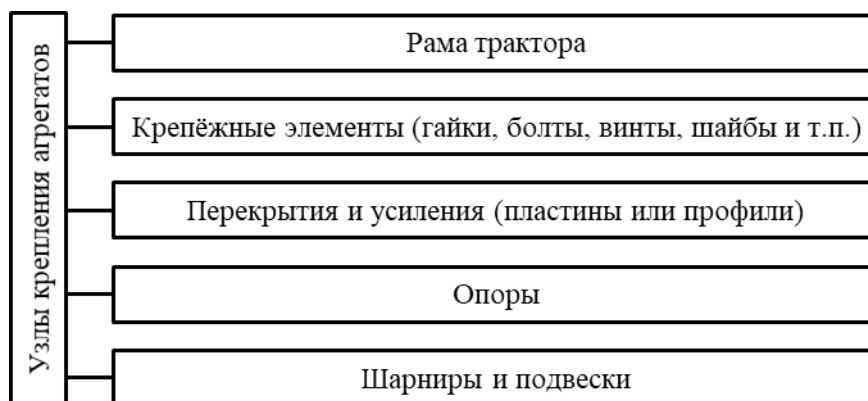 Узлы крепления агрегатов
Рама трактора
Крепёжные элементы (гайки, болты, винты, шайбы и т.п.)
Перекрытия и усиления (пластины или профили)
Опоры
Шарниры и подвески